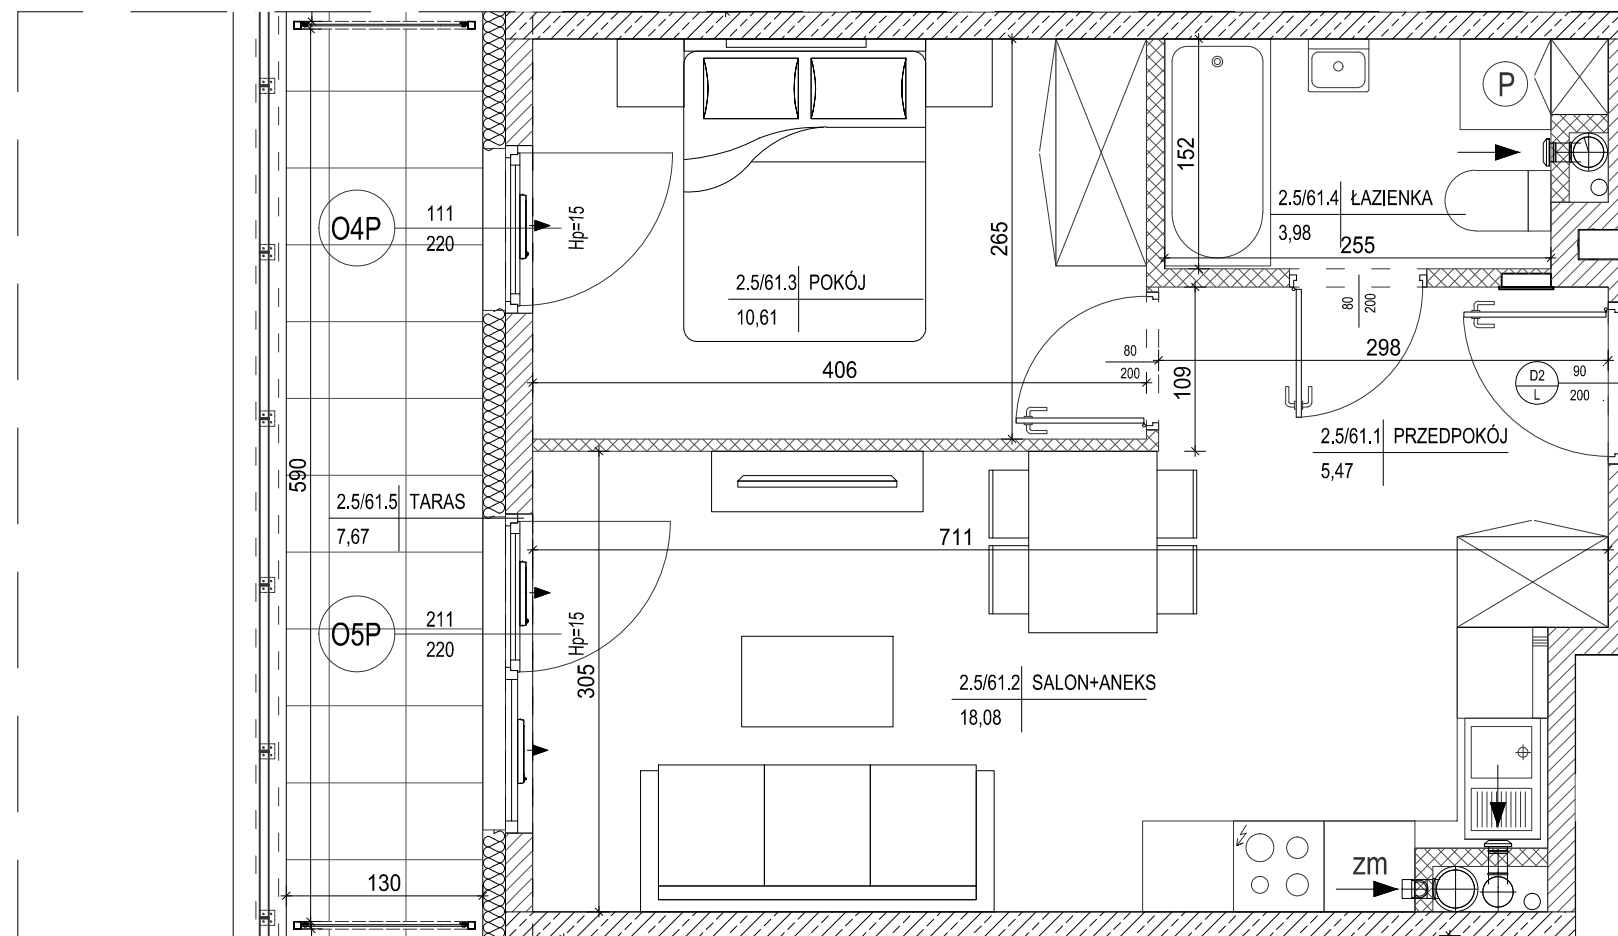 P
152
2.5/61.4 ŁAZIENKA
3,98
255
O4P
111
220
Hp=15
265
2.5/61.3 POKÓJ
10,61
80
200
406
80
200
298
109
D2
L
90
200
2.5/61.1 PRZEDPOKÓJ
5,47
590
2.5/61.5 TARAS
7,67
711
O5P
211
220
Hp=15
305
2.5/61.2 SALON+ANEKS
18,08
130
zm